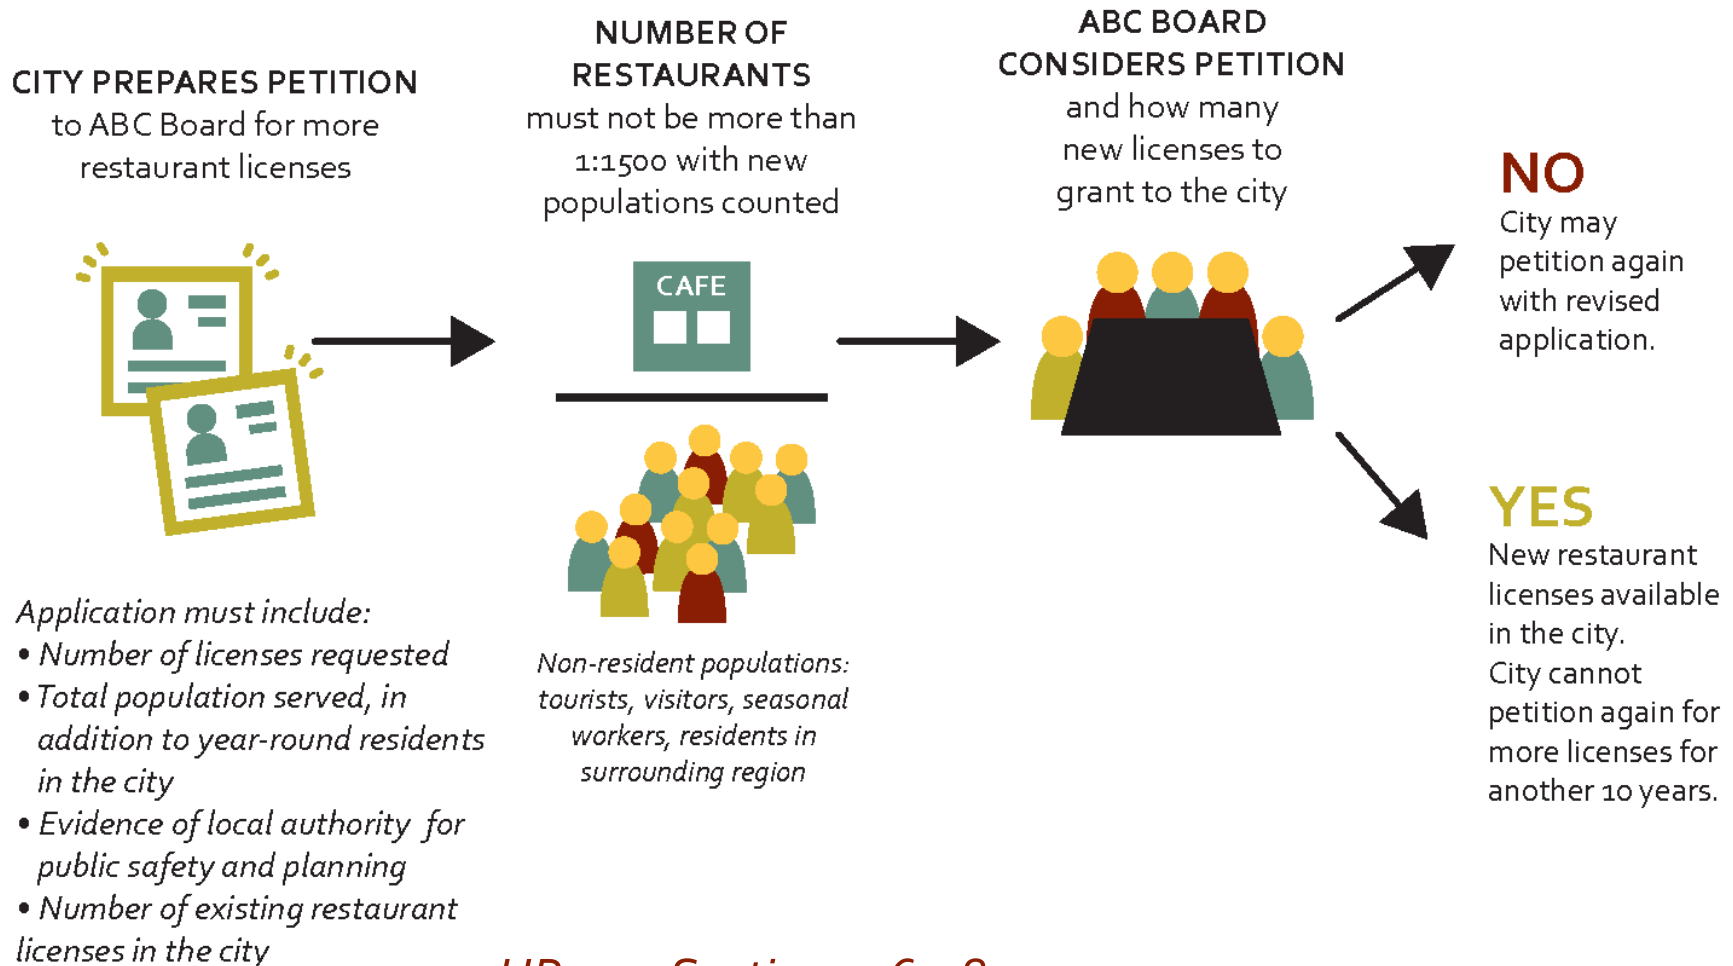 CITY PREPARES PETITION
to ABC Board for more
restaurant licenses
Application must include:
• Number of licenses requested
• Total population served, in
addition to year-round residents
in the city
• Evidence of local authority for
public safety and planning
• Number of existing restaurant
licenses in the city
NUMBER OF
RESTAURANTS
must not be more than
1:1500 with new
populations counted
CAFE
Non-resident populations:
tourists, visitors, seasonal
workers, residents in
surrounding region
ABC BOARD
CONSIDERS PETITION
and how many
new licenses to
grant to the city
NO
City may
petition again
with revised
application.
YES
New restaurant
licenses available
in the city.
City cannot
petition again for
more licenses for
another 10 years.